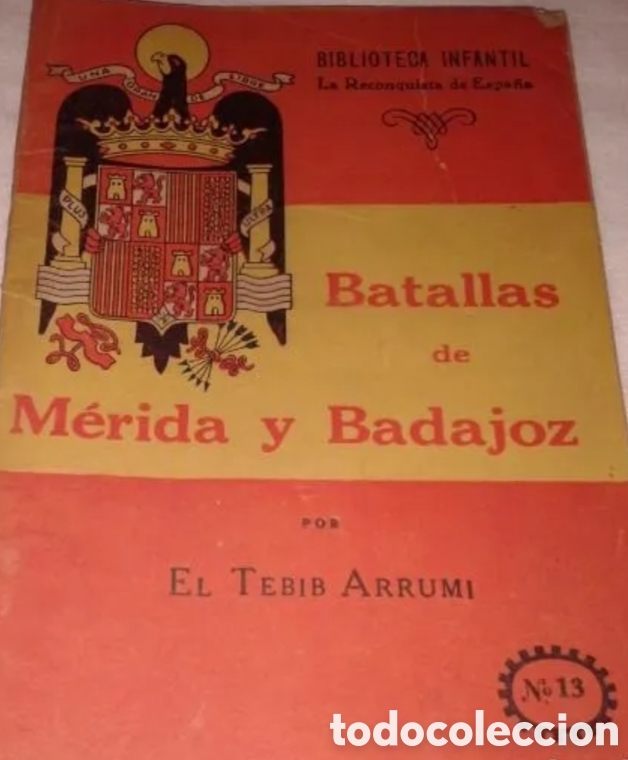 UNA GRANDE LIBRE
BIBLIOTECA INFANTIL
La Reconquista de España
PLUS
ULTRA
Batallas
de
Mérida y Badajoz
POR
EL TEBIB ARRUMI
Nº 13
todocoleccion